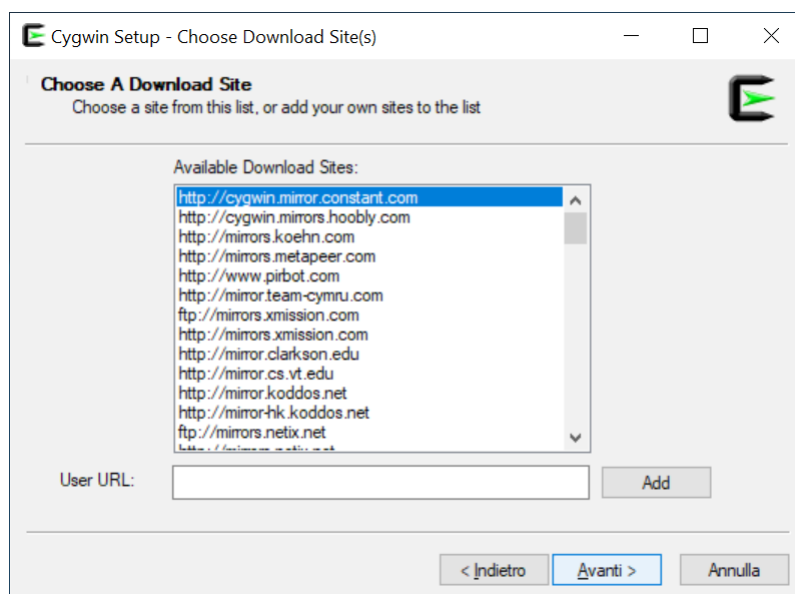 Cygwin Setup - Choose Download Site(s)
Choose A Download Site
Choose a site from this list, or add your own sites to the list
Available Download Sites:
http://cygwin.mirror.constant.com
http://cygwin.mirrors.hoobly.com
http://mirrors.koehn.com
http://mirrors.metapeer.com
http://www.pirbot.com
http://mirror.team-cymru.com
ftp://mirrors.xmission.com
http://mirrors.xmission.com
http://mirror.clarkson.edu
http://mirror.cs.vt.edu
http://mirror.koddos.net
http://mirror-hk.koddos.net
ftp://mirrors.netix.net
http://mirrors.netix.net
User URL:
Add
< Indietro
Avanti >
Annulla